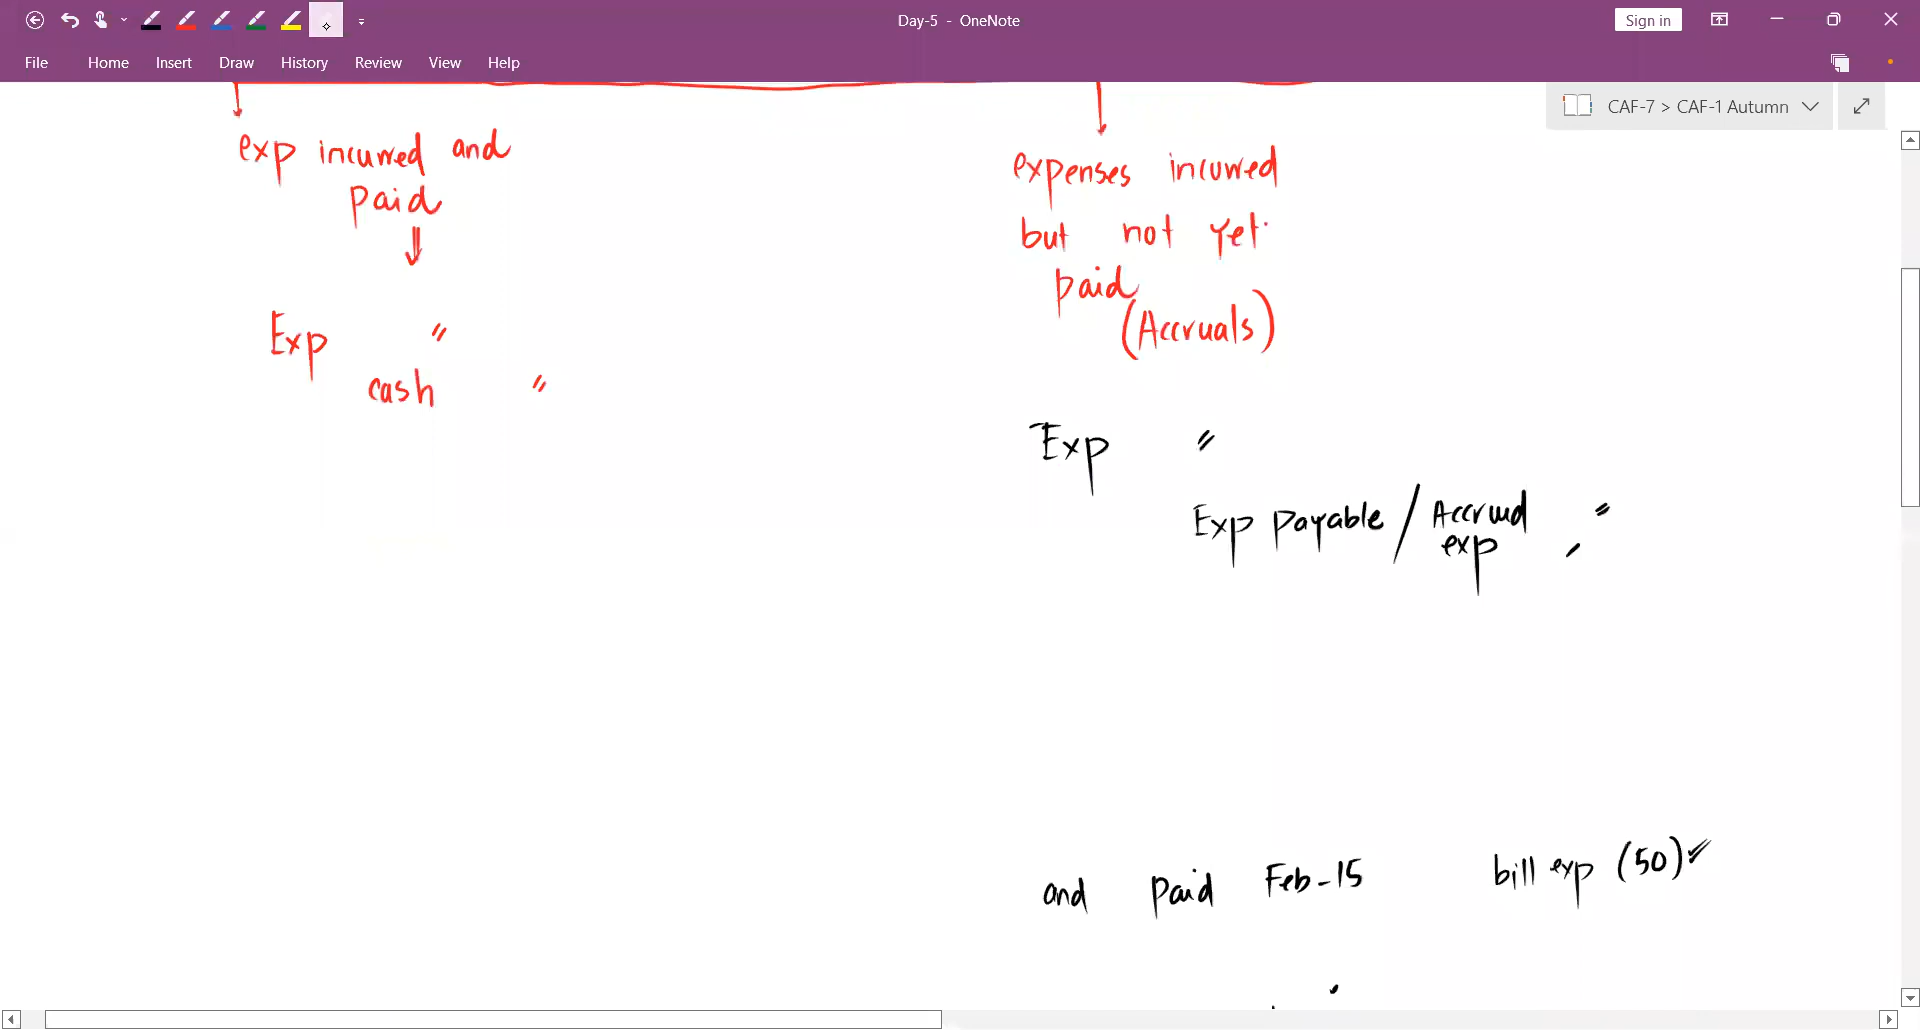 Day-5 - OneNote
Sign in
File Home Insert Draw History Review View Help
CAF-7 > CAF-1 Autumn
exp incurred and
paid
Exp "
cash "
expenses incurred
but not yet
paid
(Accruals)
Exp "
Exp payable / Accrued "
exp
and paid Feb-15 bill exp (50)